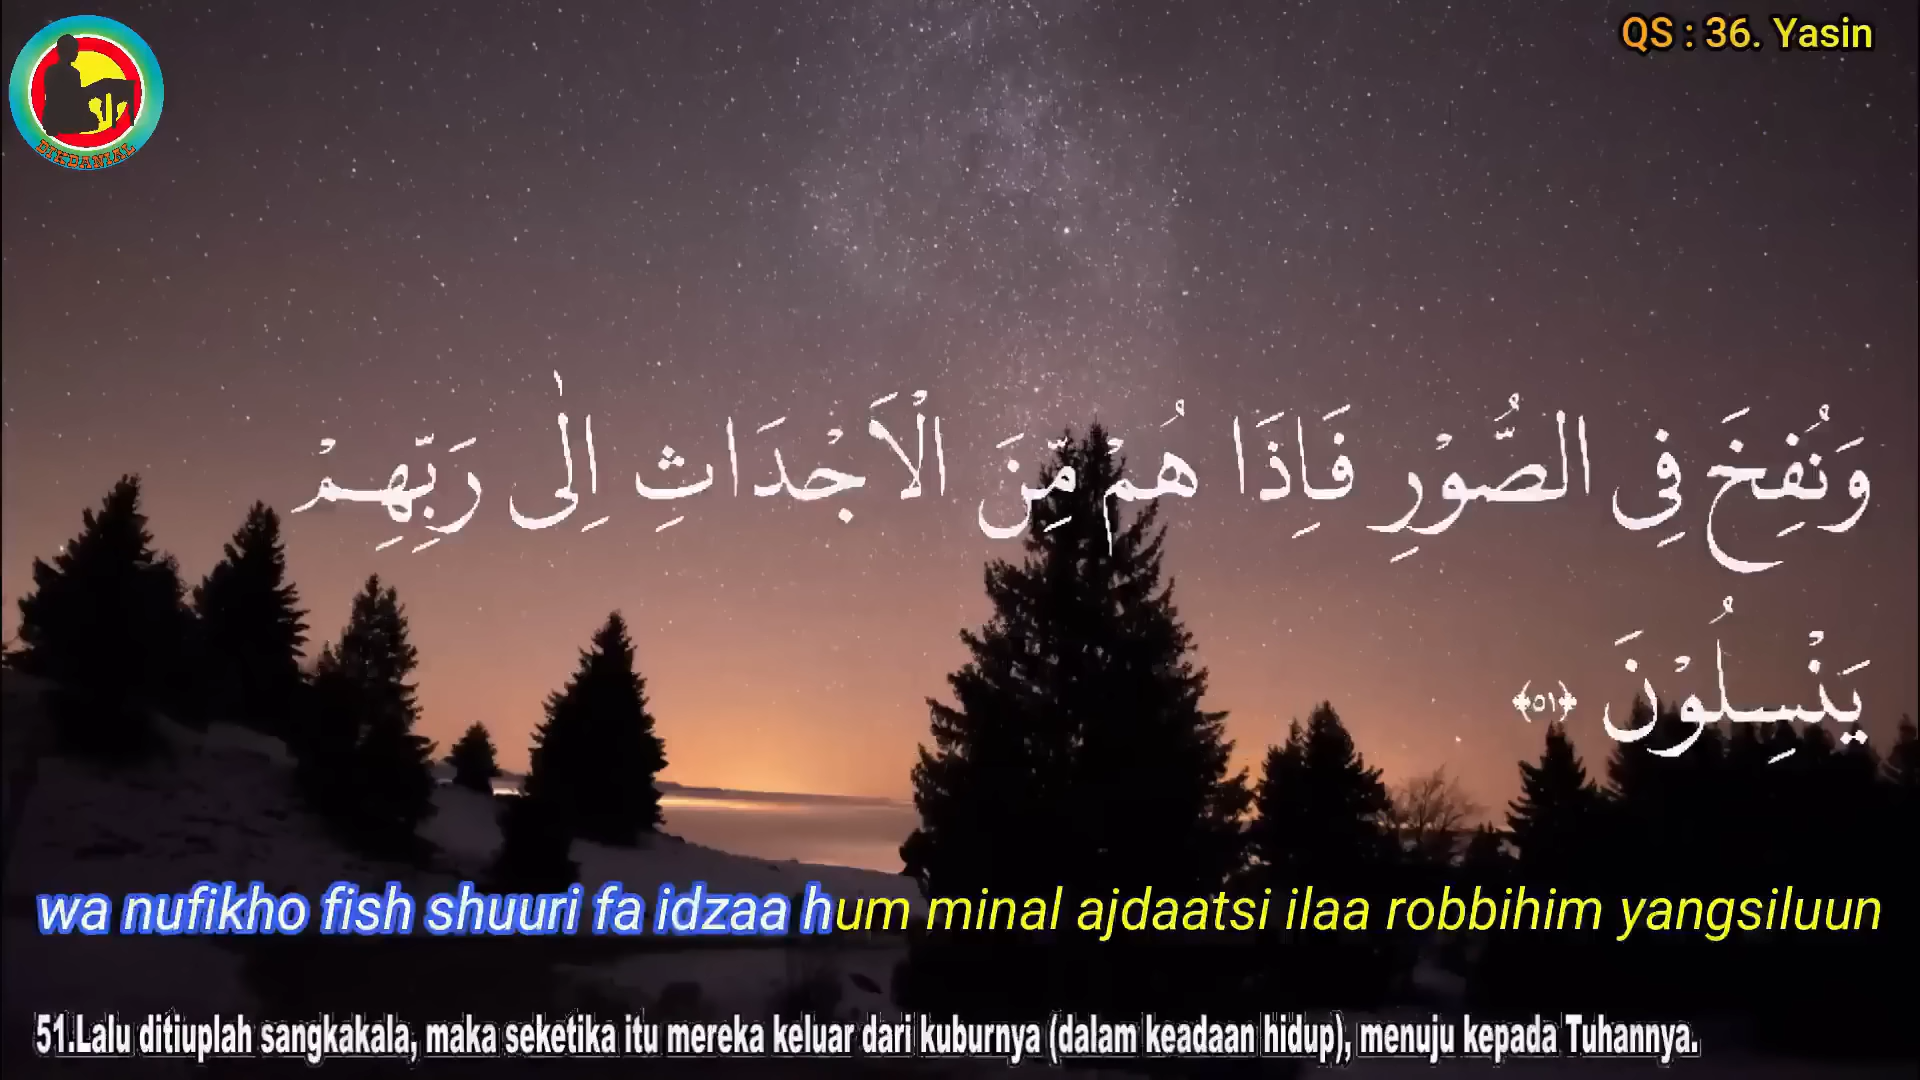 QS : 36. Yasin
DIKDANZAL
وَنُفِخَ فِى الصُّوْرِ فَاِذَا هُمْ مِّنَ الْاَجْدَاثِ اِلٰى رَبِّهِمْ
يَنْسِلُوْنَ ﴿٥١﴾
wa nufikho fish shuuri fa idzaa hum minal ajdaatsi ilaa robbihim yangsiluun
51.Lalu ditiuplah sangkakala, maka seketika itu mereka keluar dari kuburnya (dalam keadaan hidup), menuju kepada Tuhannya.